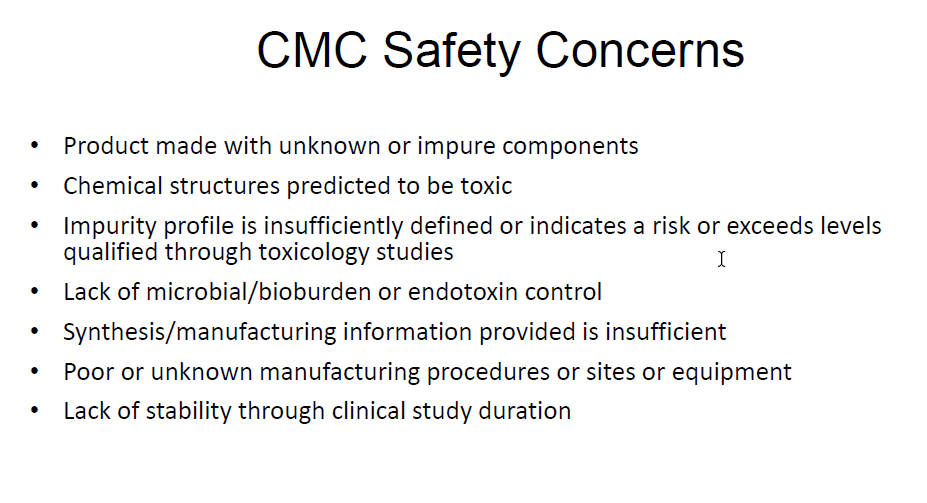 CMC Safety Concerns
• Product made with unknown or impure components
• Chemical structures predicted to be toxic
• Impurity profile is insufficiently defined or indicates a risk or exceeds levels
qualified through toxicology studies
• Lack of microbial/bioburden or endotoxin control
• Synthesis/manufacturing information provided is insufficient
• Poor or unknown manufacturing procedures or sites or equipment
• Lack of stability through clinical study duration